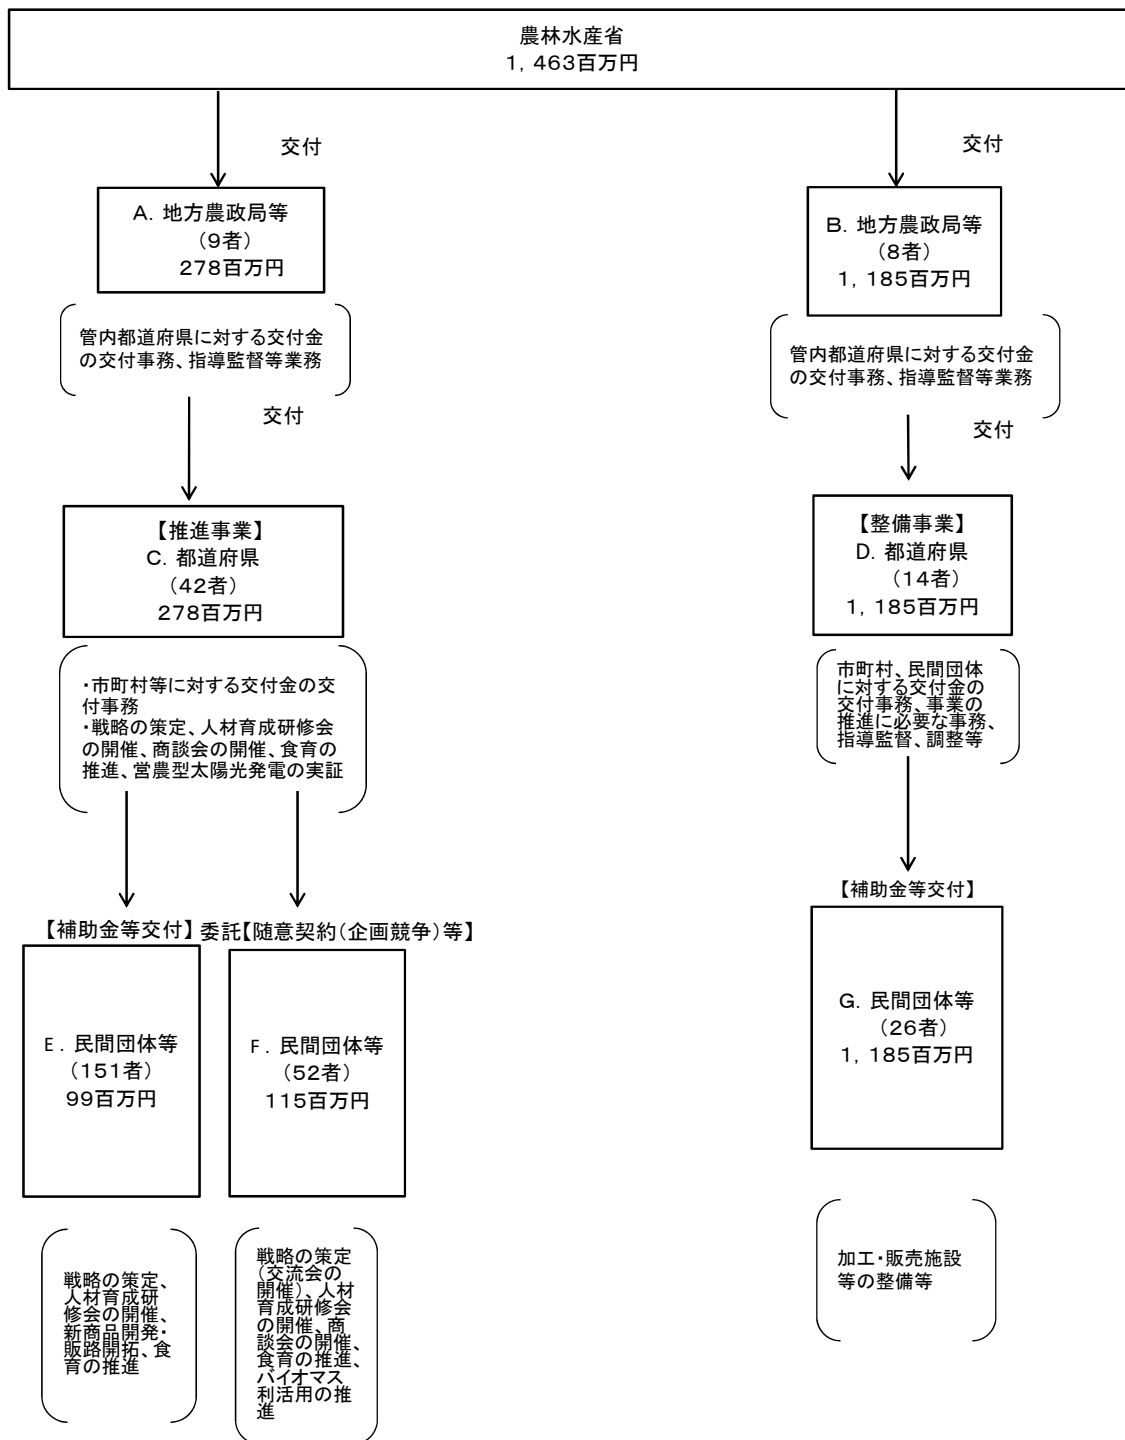 農林水産省
1,463百万円
交付
A. 地方農政局等
(9者)
278百万円
管内都道府県に対する交付金
の交付事務、指導監督等業務
交付
【推進事業】
C. 都道府県
(42者)
278百万円
・市町村等に対する交付金の交
付事務
・戦略の策定、人材育成研修会
の開催、商談会の開催、食育の
推進、営農型太陽光発電の実証
【補助金等交付】
E. 民間団体等
(151者)
99百万円
戦略の策定、
人材育成研
修会の開催、
新商品開発・
販路開拓、食
育の推進
委託【随意契約(企画競争)等】
F. 民間団体等
(52者)
115百万円
戦略の策定
(交流会の
開催)、人材
育成研修会
の開催、商
談会の開催、
食育の推進、
バイオマス
利活用の推
進
交付
B. 地方農政局等
(8者)
1,185百万円
管内都道府県に対する交付金
の交付事務、指導監督等業務
交付
【整備事業】
D. 都道府県
(14者)
1,185百万円
市町村、民間団体
に対する交付金の
交付事務、事業の
推進に必要な事務、
指導監督、調整等
【補助金等交付】
G. 民間団体等
(26者)
1,185百万円
加工・販売施設
等の整備等